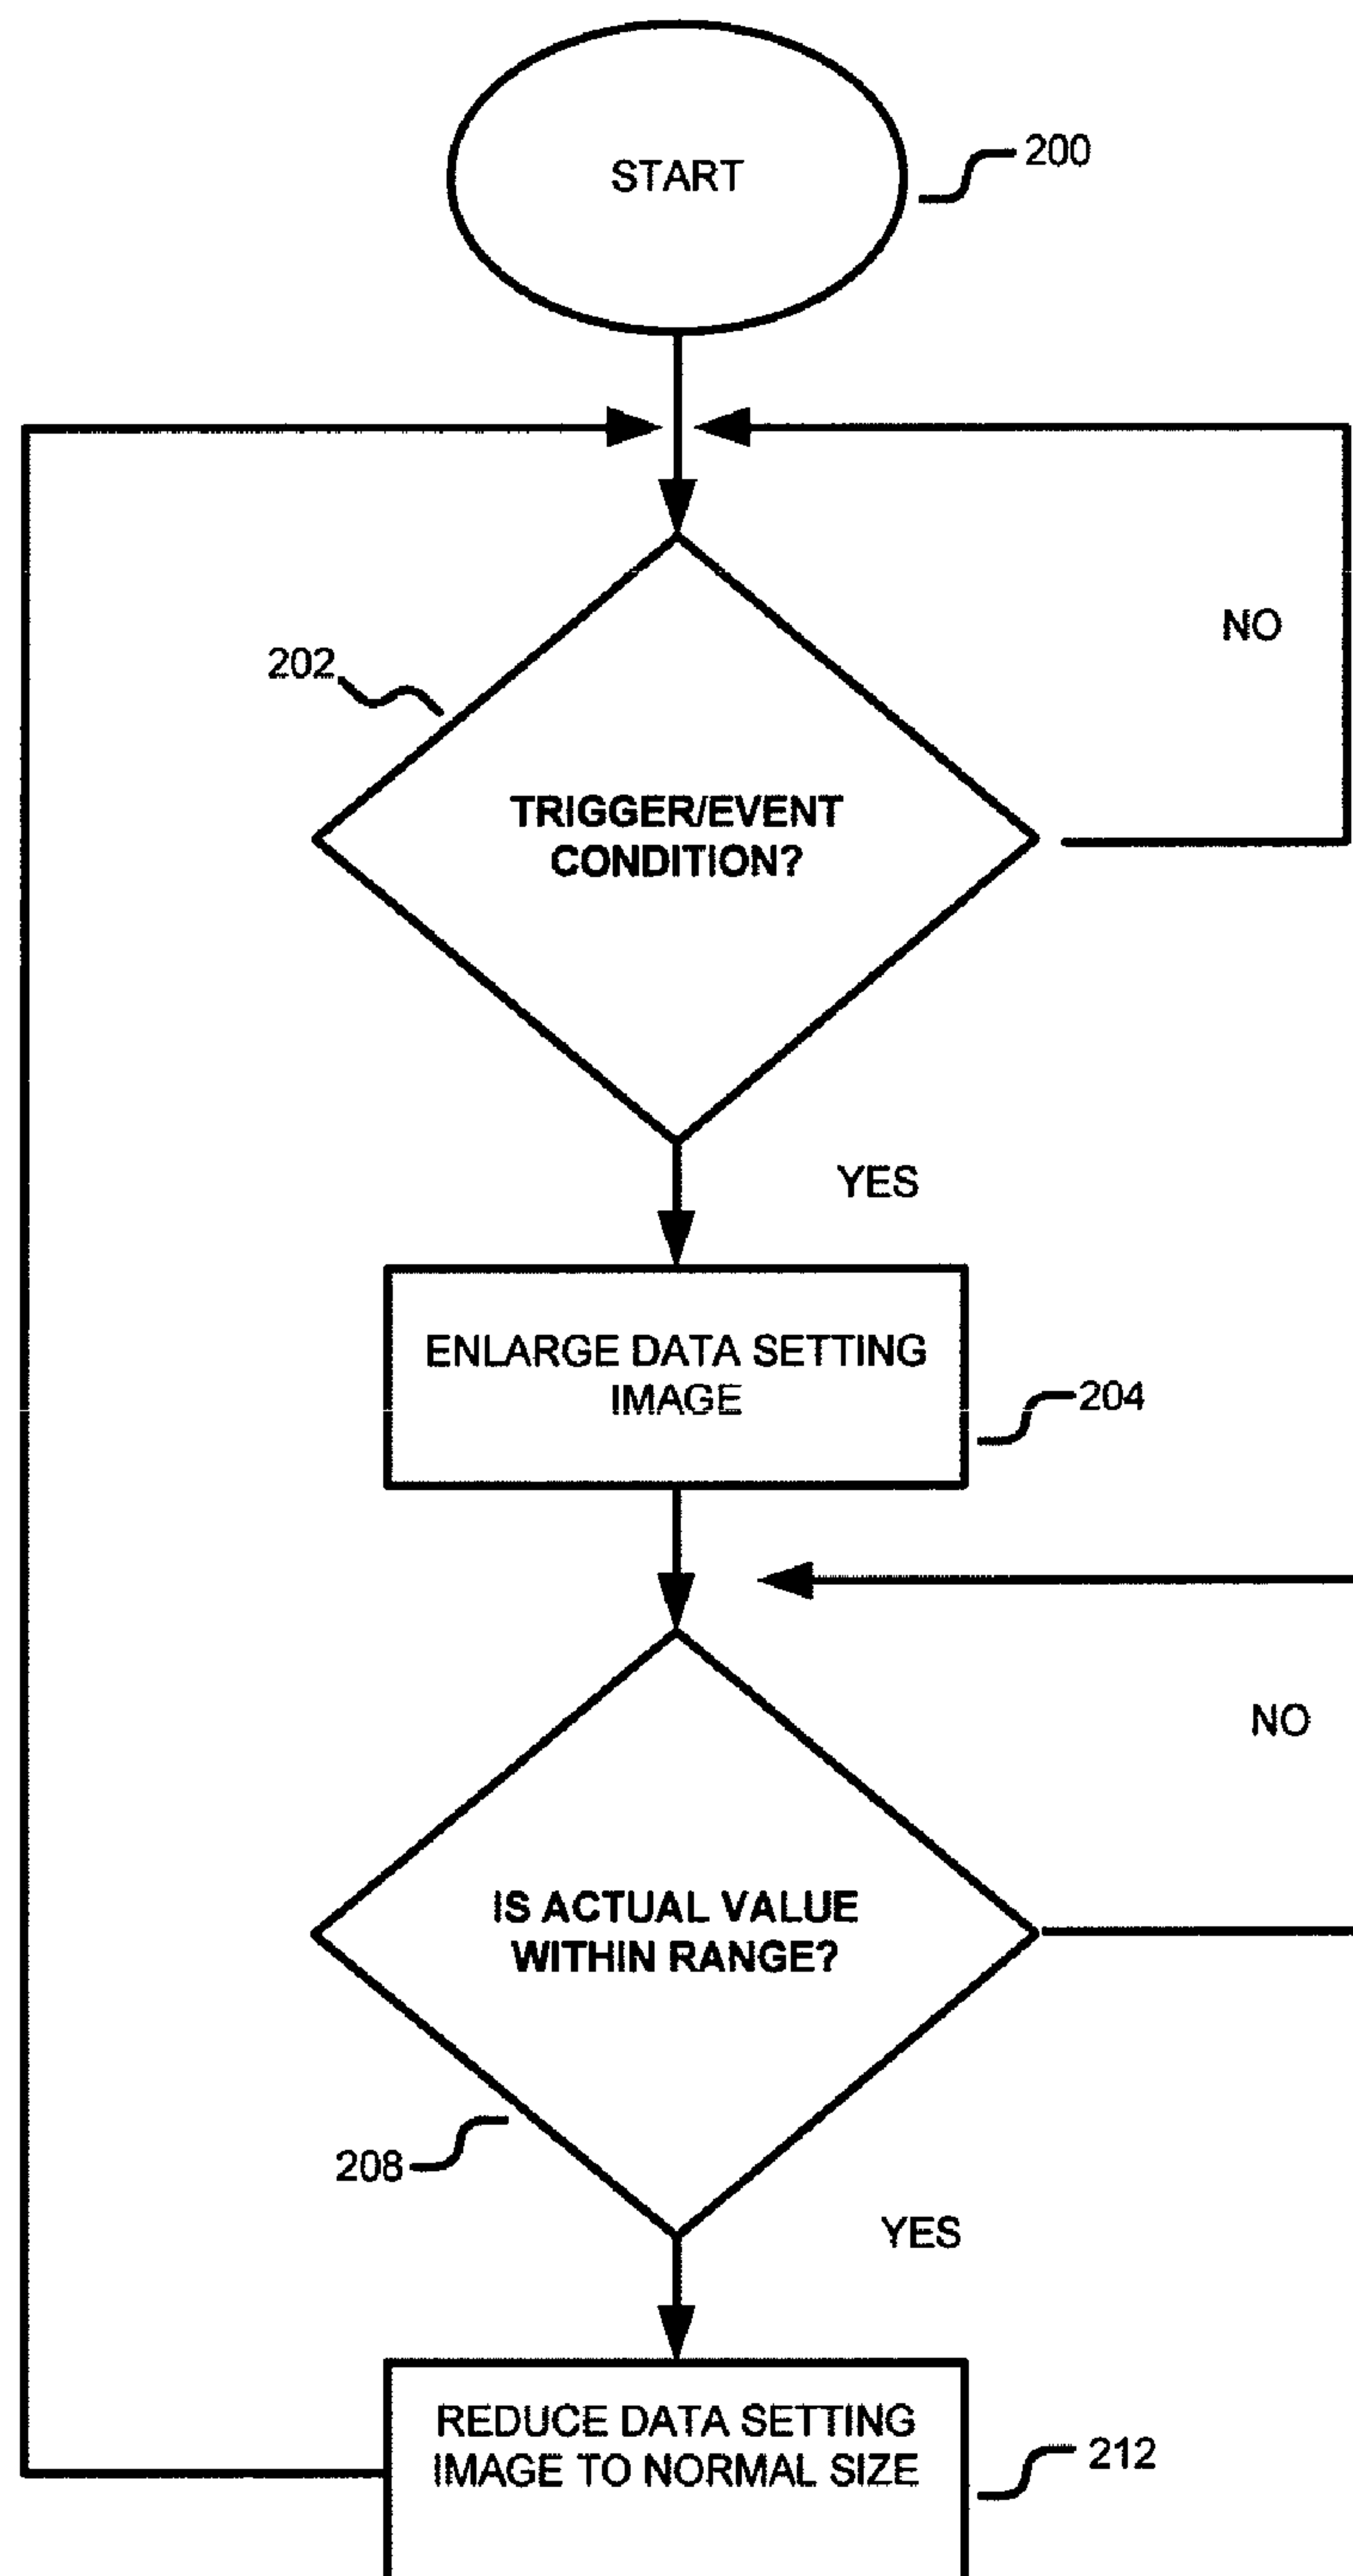 START
200
NO
202
TRIGGER/EVENT
CONDITION?
YES
ENLARGE DATA SETTING
IMAGE
204
NO
IS ACTUAL VALUE
WITHIN RANGE?
208
YES
REDUCE DATA SETTING
IMAGE TO NORMAL SIZE
212